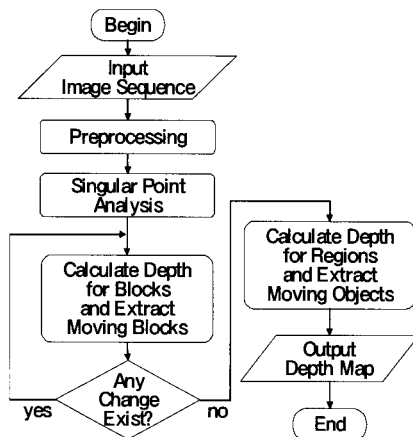 Begin
Input
Image Sequence
Preprocessing
Singular Point
Analysis
Calculate Depth
for Blocks
and Extract
Moving Blocks
Any
Change
Exist?
yes
no
Calculate Depth
for Regions
and Extract
Moving Objects
Output
Depth Map
End